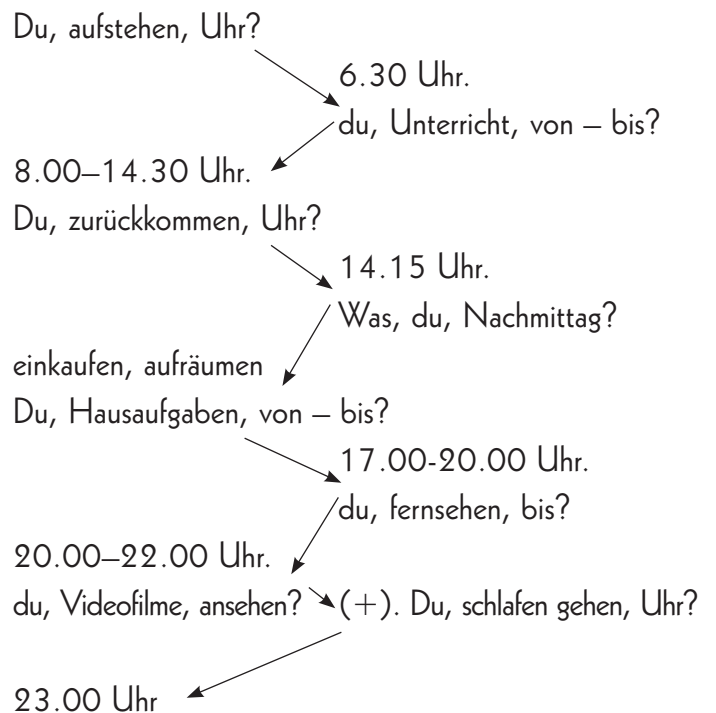 Du, aufstehen, Uhr?
6.30 Uhr.
du, Unterricht, von – bis?
8.00–14.30 Uhr.
Du, zurückkommen, Uhr?
14.15 Uhr.
Was, du, Nachmittag?
einkaufen, aufräumen
Du, Hausaufgaben, von – bis?
17.00-20.00 Uhr.
du, fernsehen, bis?
20.00–22.00 Uhr.
du, Videofilme, ansehen? (+). Du, schlafen gehen, Uhr?
23.00 Uhr